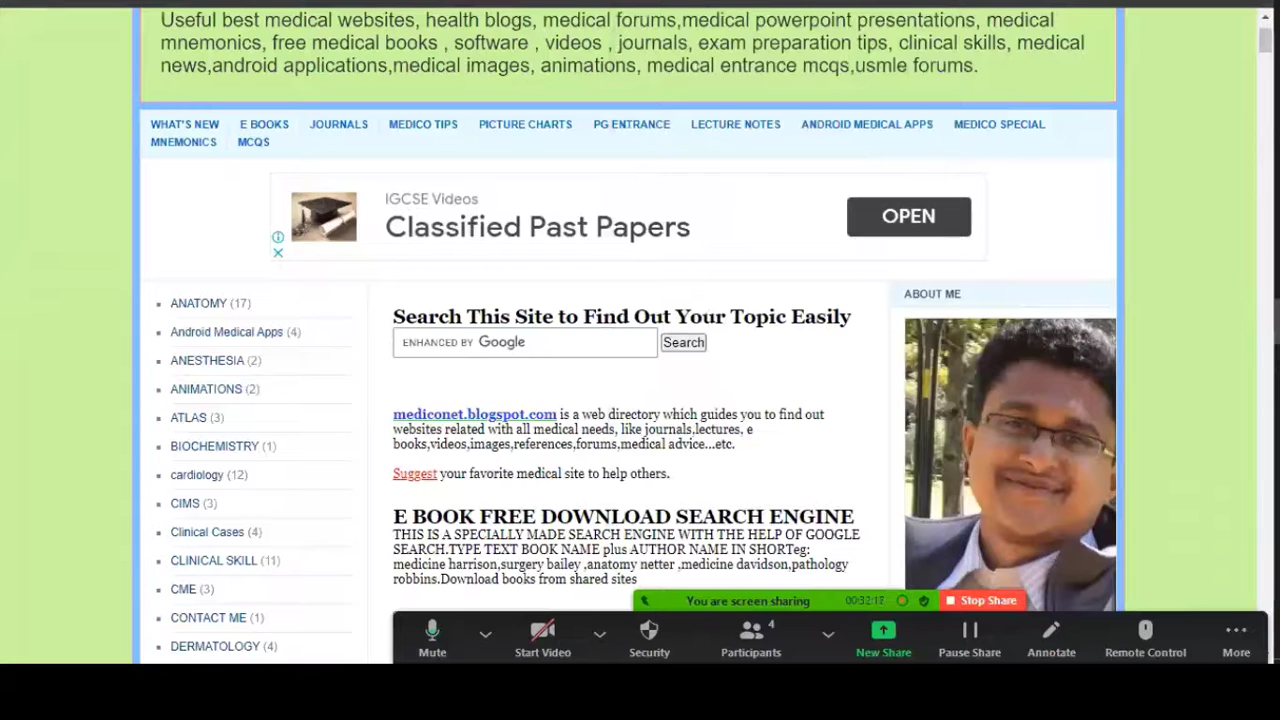 Useful best medical websites, health blogs, medical forums,medical powerpoint presentations, medical
mnemonics, free medical books , software , videos , journals, exam preparation tips, clinical skills, medical
news,android applications,medical images, animations, medical entrance mcqs,usmle forums.
WHAT'S NEW E BOOKS JOURNALS MEDICO TIPS PICTURE CHARTS PG ENTRANCE LECTURE NOTES ANDROID MEDICAL APPS MEDICO SPECIAL
MNEMONICS MCQS
IGCSE Videos
Classified Past Papers
OPEN
ANATOMY (17)
Android Medical Apps (4)
ANESTHESIA (2)
ANIMATIONS (2)
ATLAS (3)
BIOCHEMISTRY (1)
cardiology (12)
CIMS (3)
Clinical Cases (4)
CLINICAL SKILL (11)
CME (3)
CONTACT ME (1)
DERMATOLOGY (4)
Search This Site to Find Out Your Topic Easily
ENHANCED BY Google Search
mediconet.blogspot.com is a web directory which guides you to find out
websites related with all medical needs, like journals,lectures, e
books,videos,images,references,forums,medical advice...etc.
Suggest your favorite medical site to help others.
E BOOK FREE DOWNLOAD SEARCH ENGINE
THIS IS A SPECIALLY MADE SEARCH ENGINE WITH THE HELP OF GOOGLE
SEARCH.TYPE TEXT BOOK NAME plus AUTHOR NAME IN SHORTeg:
medicine harrison,surgery bailey ,anatomy netter ,medicine davidson,pathology
robbins.Download books from shared sites
ABOUT ME
You are screen sharing Stop Share
4
Mute Start Video Security Participants New Share Pause Share Annotate Remote Control More